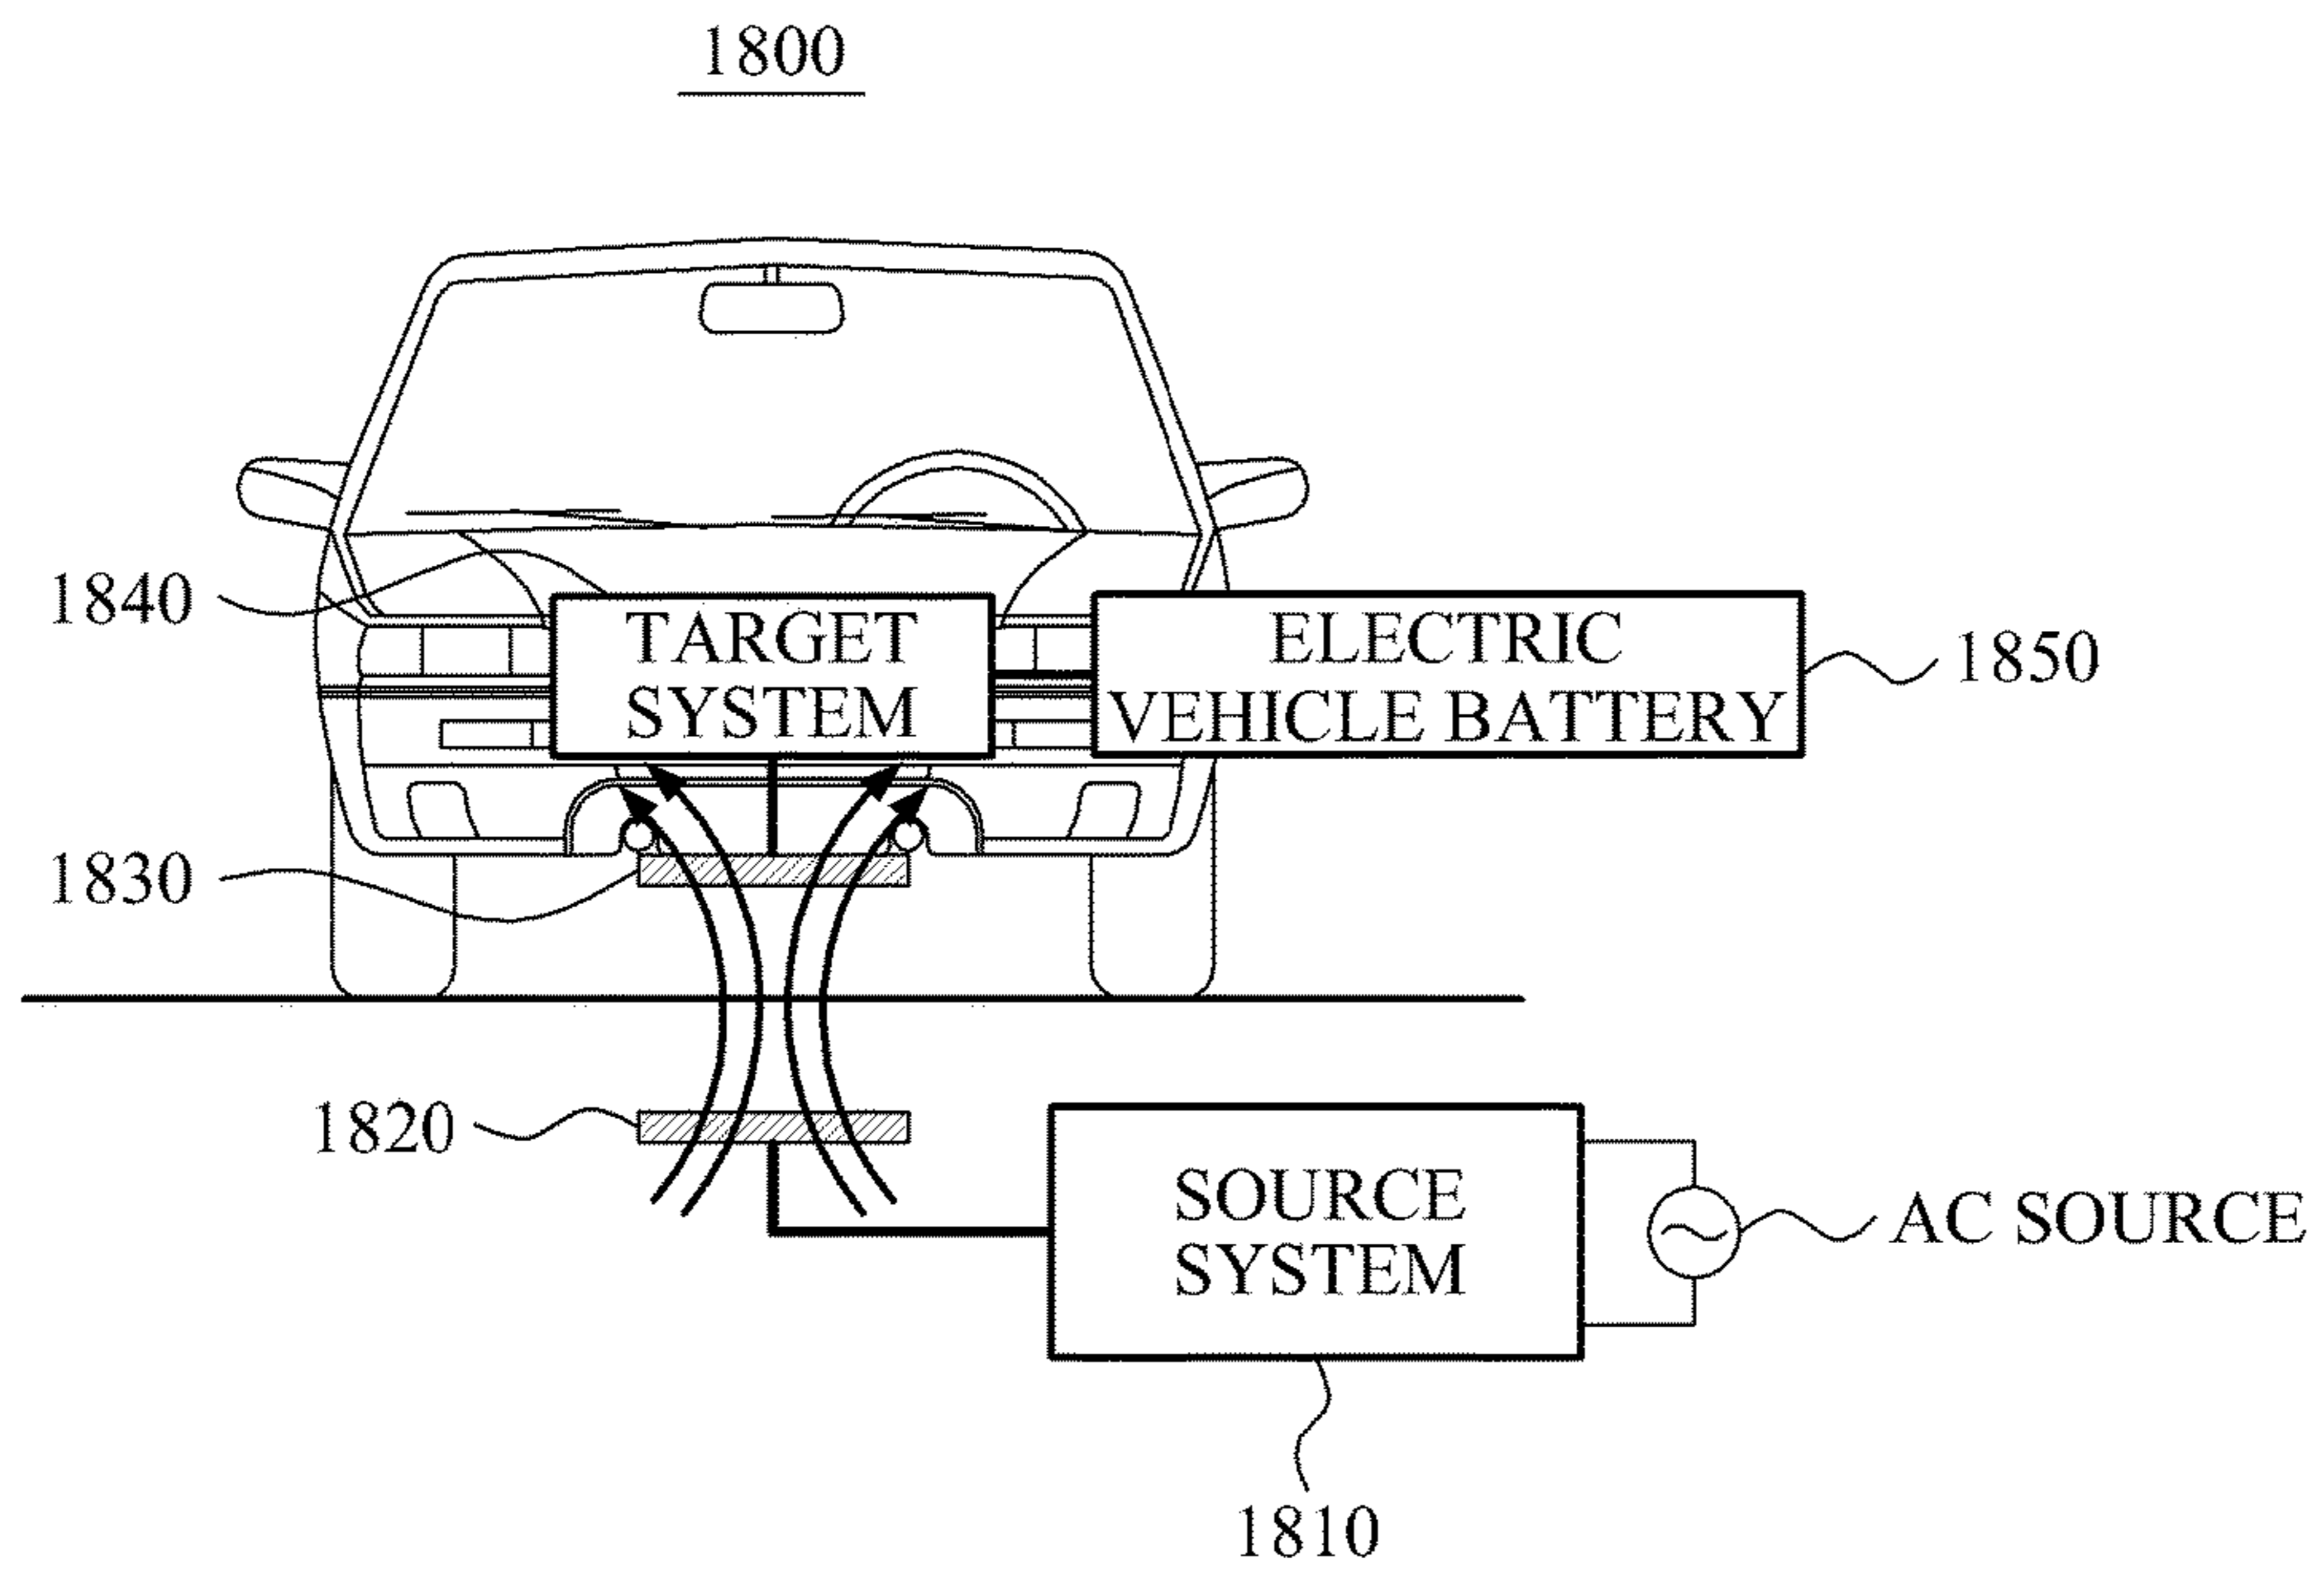 1800
1840
TARGET
SYSTEM
ELECTRIC
VEHICLE BATTERY
1850
1830
1820
SOURCE
SYSTEM
AC SOURCE
1810